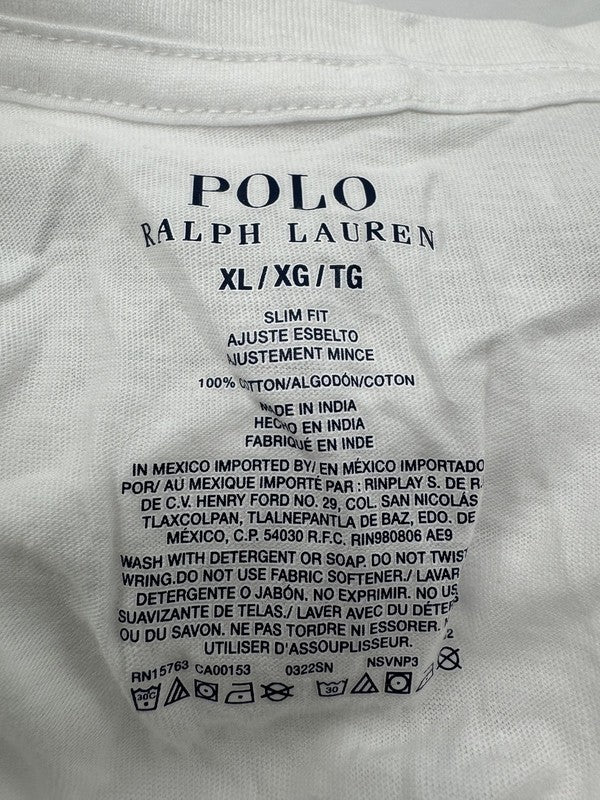 POLO
RALPH LAUREN
XL / XG / TG
SLIM FIT
AJUSTE ESBELTO
AJUSTEMENT MINCE
100% COTTON/ALGODÓN/COTON
MADE IN INDIA
HECHO EN INDIA
FABRIQUÉ EN INDE
IN MEXICO IMPORTED BY/ EN MÉXICO IMPORTADO
POR/ AU MEXIQUE IMPORTÉ PAR : RINPLAY S. DE R.
DE C.V. HENRY FORD NO. 29, COL. SAN NICOLÁS
TLAXCOLPAN, TLALNEPANTLA DE BAZ, EDO. DE
MÉXICO, C.P. 54030 R.F.C. RIN980806 AE9
WASH WITH DETERGENT OR SOAP. DO NOT TWIST
WRING.DO NOT USE FABRIC SOFTENER./ LAVAR
DETERGENTE O JABÓN. NO EXPRIMIR. NO
SUAVIZANTE DE TELAS./ LAVER AVEC DU
OU DU SAVON. NE PAS TORDRE NI ESSORER.
UTILISER D'ASSOUPLISSEUR.
RN15763 CA00153 0322SN NSVNP3
30C 30